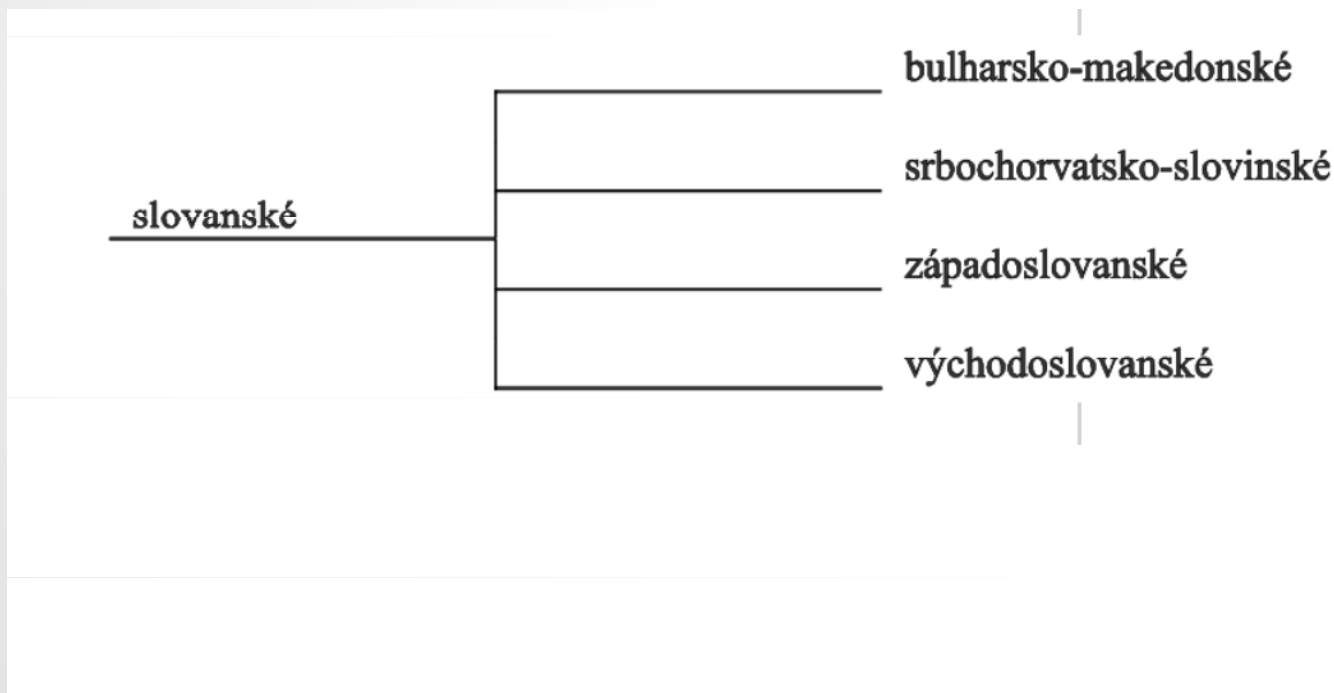 bulharsko-makedonské
srbochorvatsko-slovinské
slovanské
západoslovanské
východoslovanské